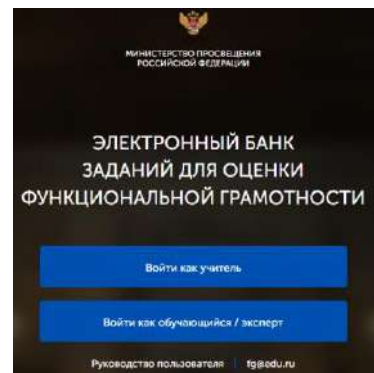 МИНИСТЕРСТВО ПРОСВЕЩЕНИЯ
РОССИЙСКОЙ ФЕДЕРАЦИИ
ЭЛЕКТРОННЫЙ БАНК
ЗАДАНИЙ ДЛЯ ОЦЕНКИ
ФУНКЦИОНАЛЬНОЙ ГРАМОТНОСТИ
Войти как учитель
Войти как обучающийся / эксперт
Руководство пользователя | fg@edu.ru